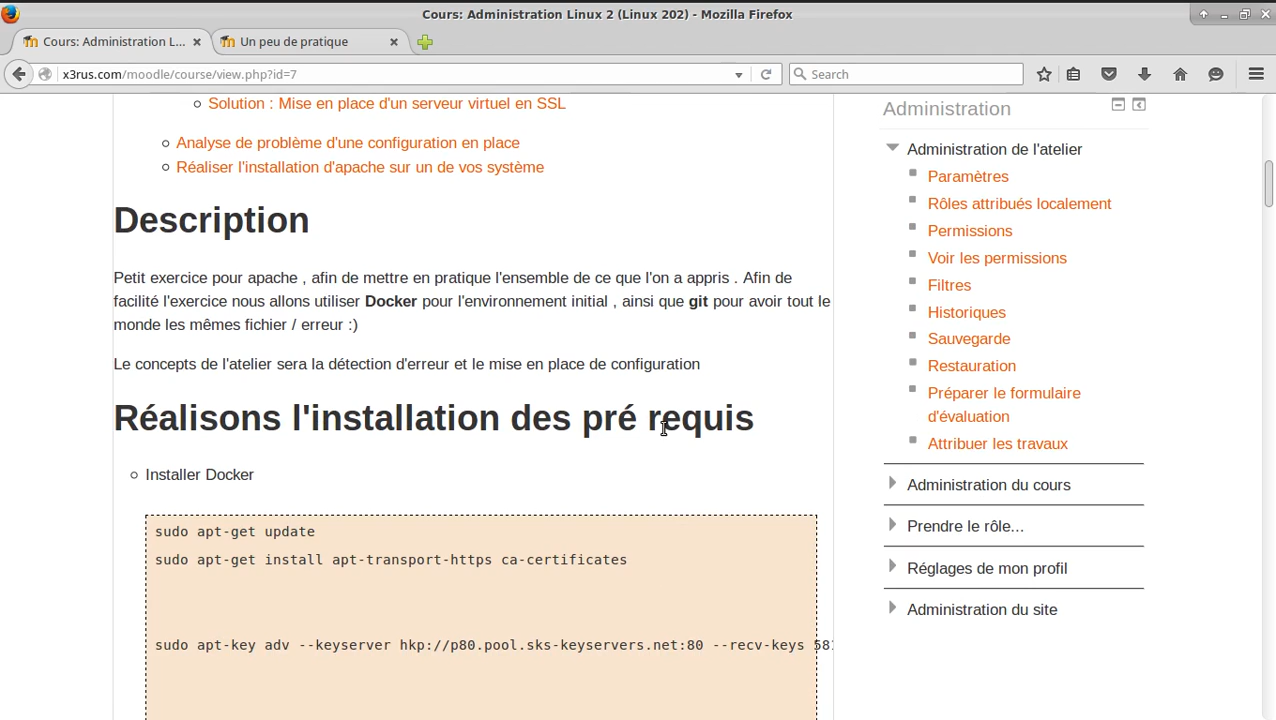 Cours: Administration Linux 2 (Linux 202) - Mozilla Firefox
Cours: Administration L...
Un peu de pratique
x3rus.com/moodle/course/view.php?id=7
Search
Solution : Mise en place d'un serveur virtuel en SSL
Analyse de problème d'une configuration en place
Réaliser l'installation d'apache sur un de vos système
Description
Petit exercice pour apache , afin de mettre en pratique l'ensemble de ce que l'on a appris . Afin de
facilité l'exercice nous allons utiliser Docker pour l'environnement initial , ainsi que git pour avoir tout le
monde les mêmes fichier / erreur :)
Le concepts de l'atelier sera la détection d'erreur et le mise en place de configuration
Réalisons l'installation des pré requis
Installer Docker
sudo apt-get update
sudo apt-get install apt-transport-https ca-certificates
sudo apt-key adv --keyserver hkp://p80.pool.sks-keyservers.net:80 --recv-keys 581
Administration
Administration de l'atelier
Paramètres
Rôles attribués localement
Permissions
Voir les permissions
Filtres
Historiques
Sauvegarde
Restauration
Préparer le formulaire
d'évaluation
Attribuer les travaux
Administration du cours
Prendre le rôle...
Réglages de mon profil
Administration du site